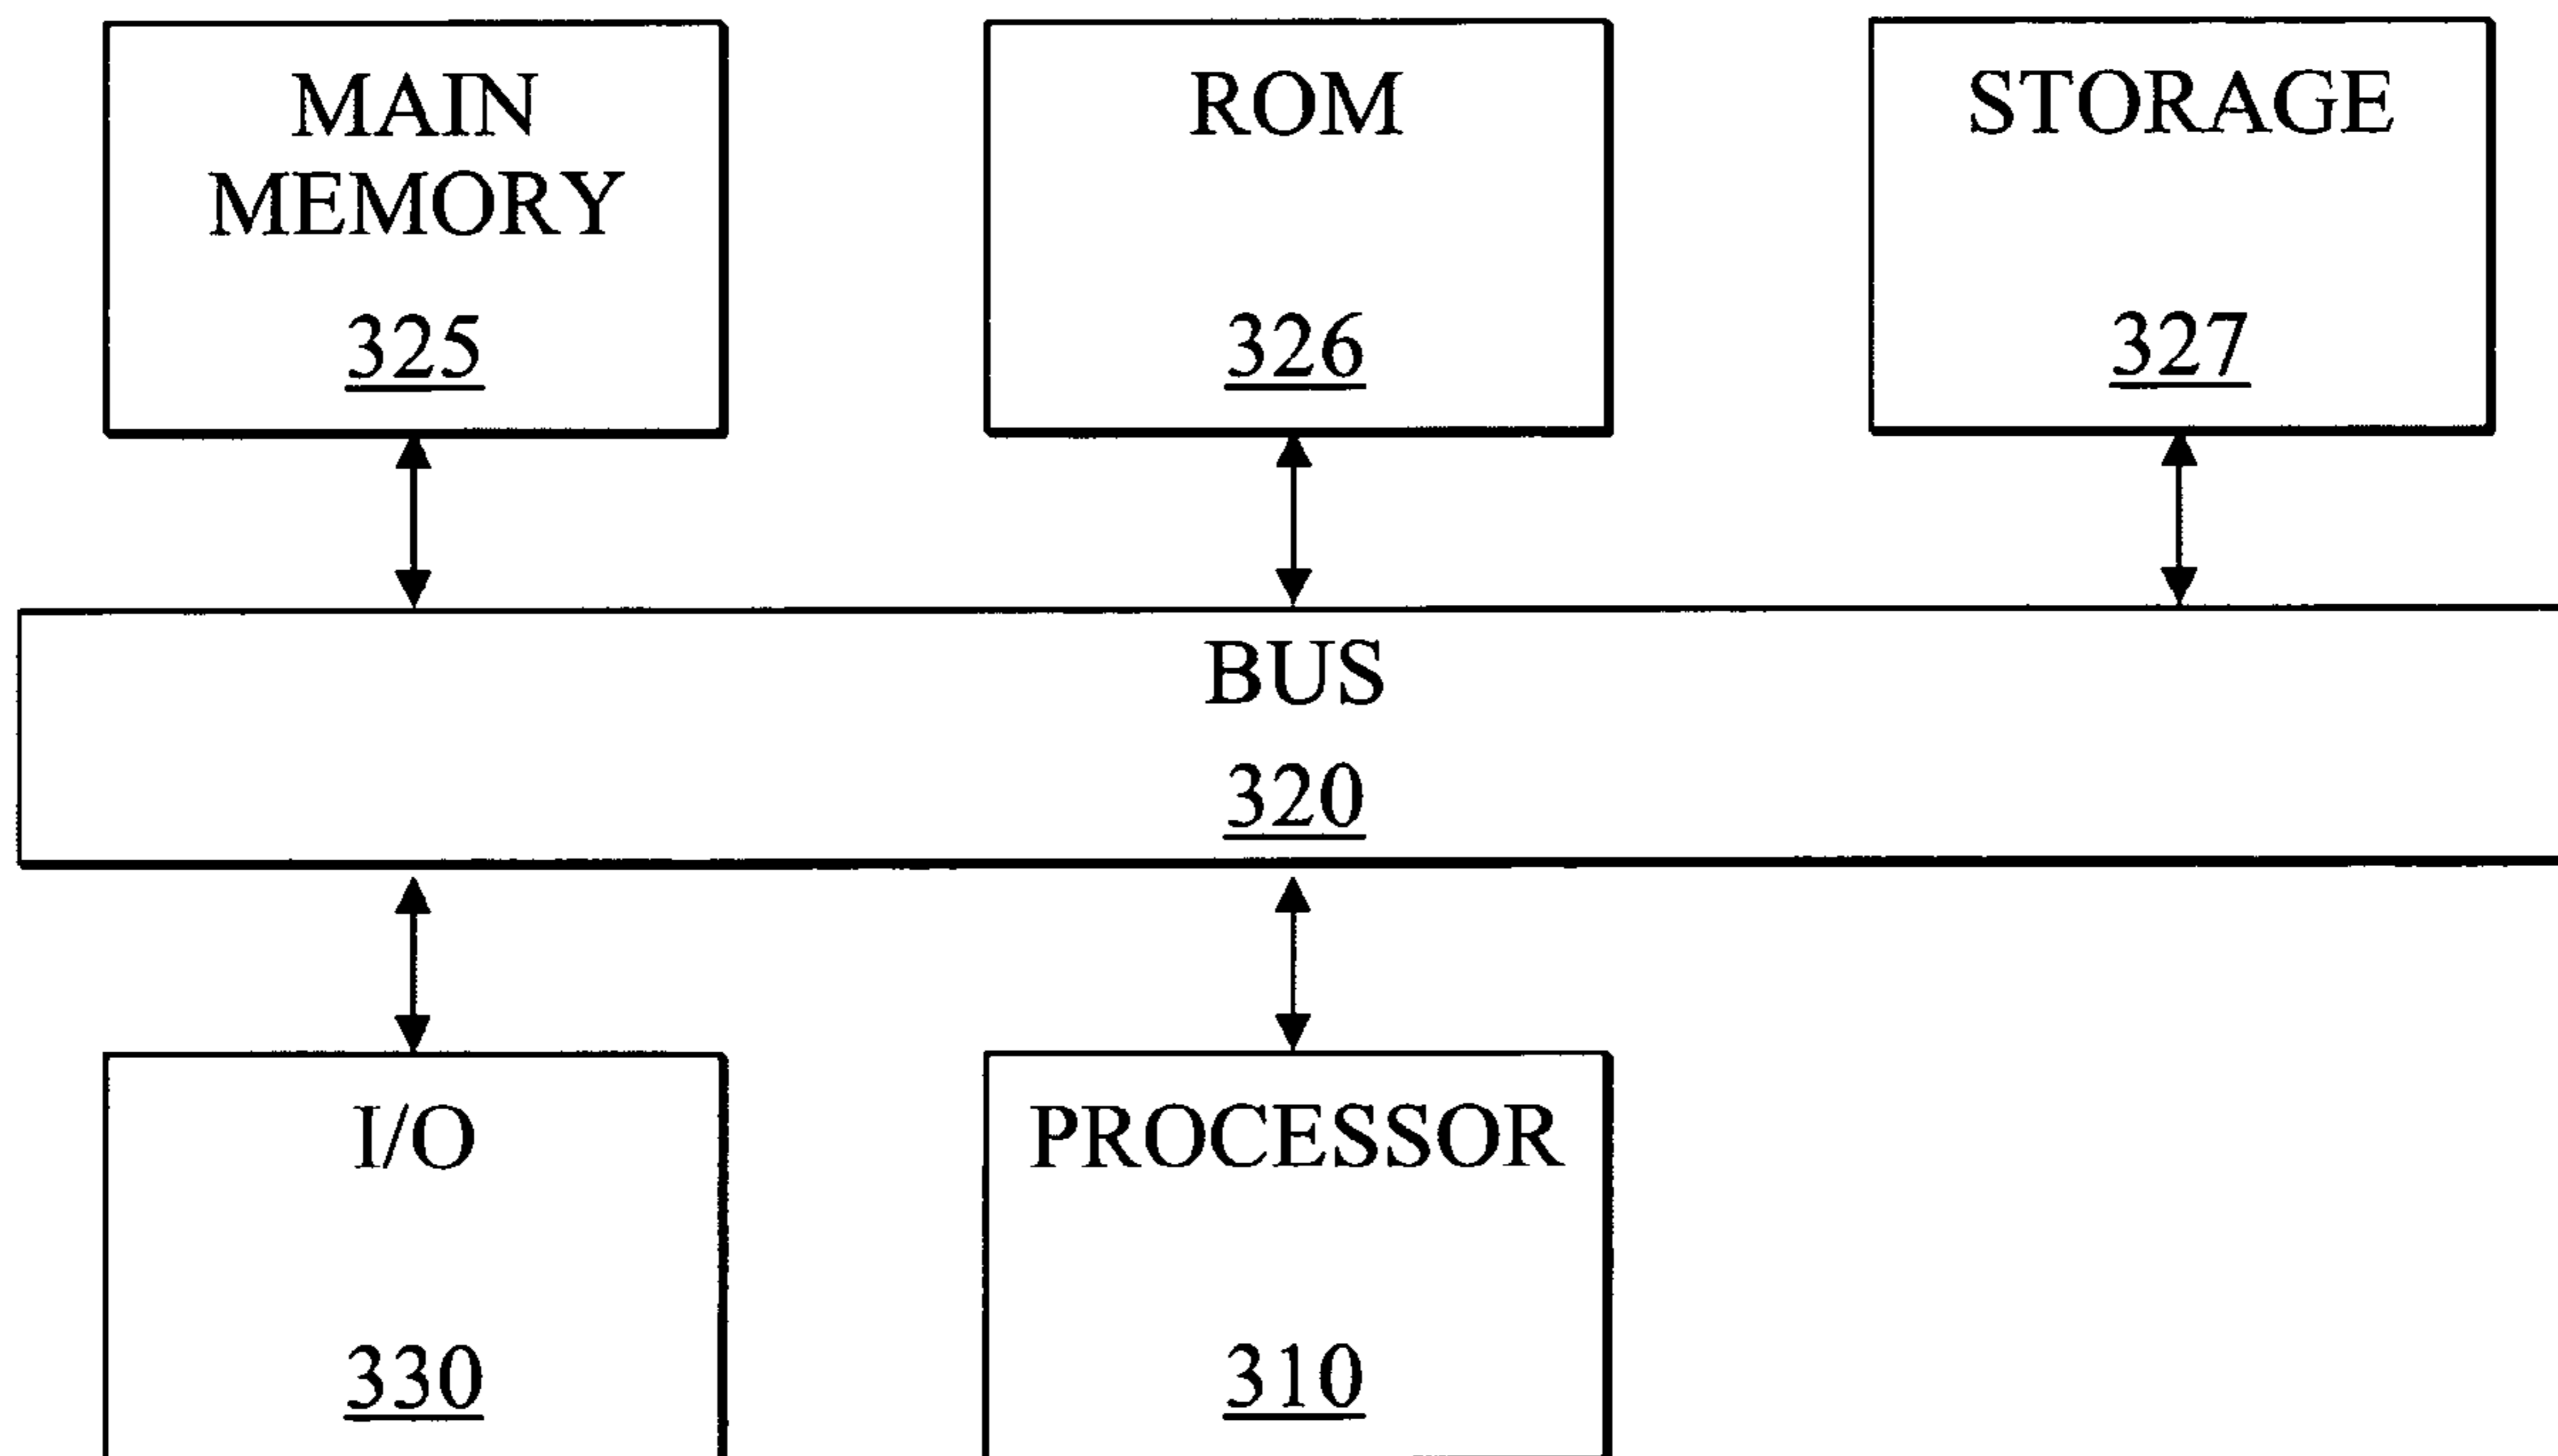 MAIN
MEMORY
325
ROM
326
STORAGE
327
BUS
320
I/O
330
PROCESSOR
310